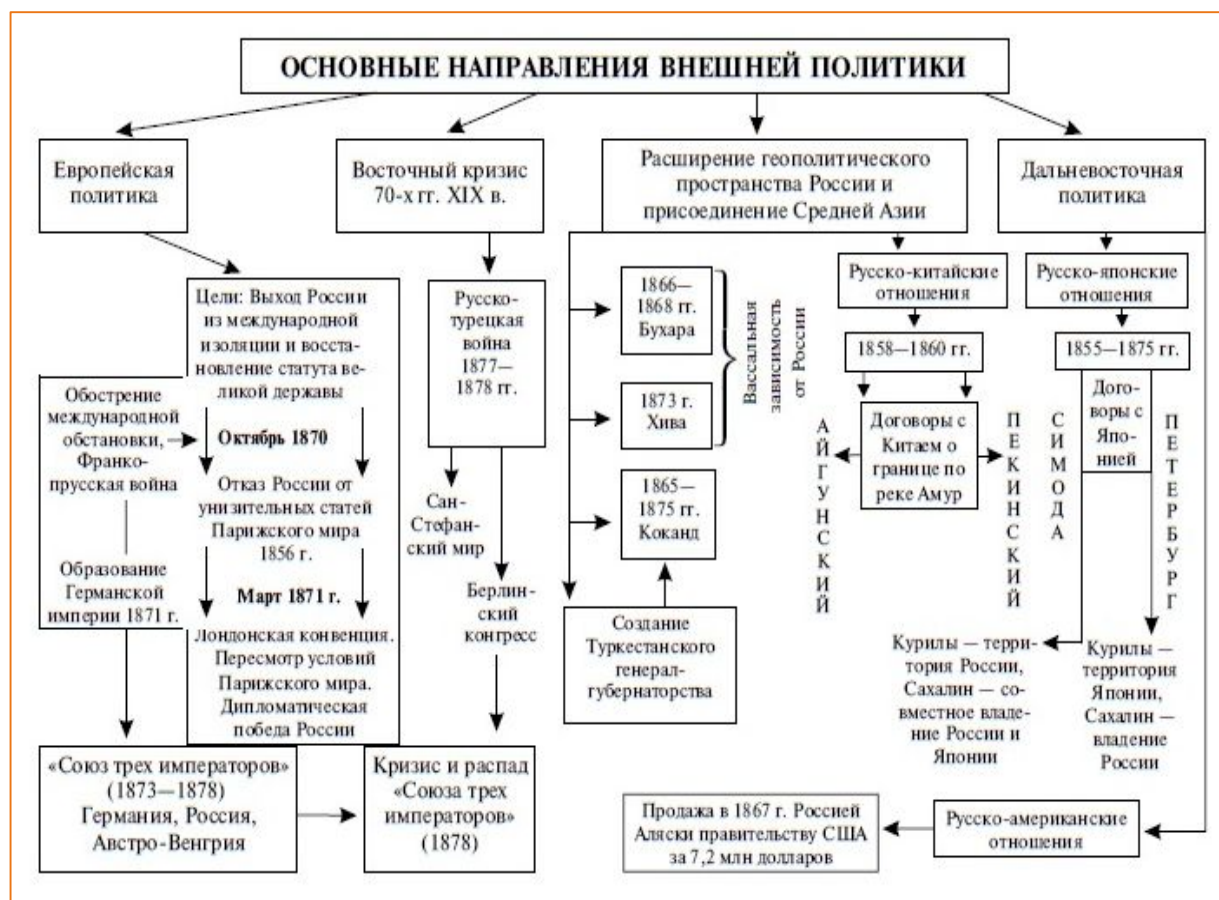 ОСНОВНЫЕ НАПРАВЛЕНИЯ ВНЕШНЕЙ ПОЛИТИКИ
Европейская
политика
Восточный кризис
70-х гг. XIX в.
Расширение геополитического
пространства России и
присоединение Средней Азии
Дальневосточная
политика
Цели: Выход России
из международной
изоляции и восста-
новление статута ве-
ликой державы
Обострение
международной
обстановки,
Франко-
прусская война
Октябрь 1870
Отказ России от
унизительных статей
Парижского мира
1856 г.
Образование
Германской
империи 1871 г.
Март 1871 г.
Лондонская конвенция.
Пересмотр условий
Парижского мира.
Дипломатическая
победа России
«Союз трех императоров»
(1873—1878)
Германия, Россия,
Австро-Венгрия
Русско-
турецкая
война
1877—
1878 гг.
Сан-
Стефан-
ский мир
Берлин-
ский
конгресс
Кризис и распад
«Союза трех
императоров»
(1878)
1866—
1868 гг.
Бухара
1873 г.
Хива
Вассальная
зависимость
от России
1865—
1875 гг.
Коканд
Создание
Туркестанского
генерал-
губернаторства
Русско-китайские
отношения
1858—1860 гг.
Договоры с
Китаем о
границе по
реке Амур
АЙГУНСКИЙ
ПЕКИНСКИЙ
Русско-японские
отношения
1855—1875 гг.
Дого-
воры с
Япо-
нией
СИМОДА
ПЕТЕРБУРГ
Курилы — терри-
тория России,
Сахалин — со-
вместное владе-
ние России и
Японии
Курилы —
территория
Японии,
Сахалин —
владение
России
Продажа в 1867 г. Россией
Аляски правительству США
за 7,2 млн долларов
Русско-американские
отношения